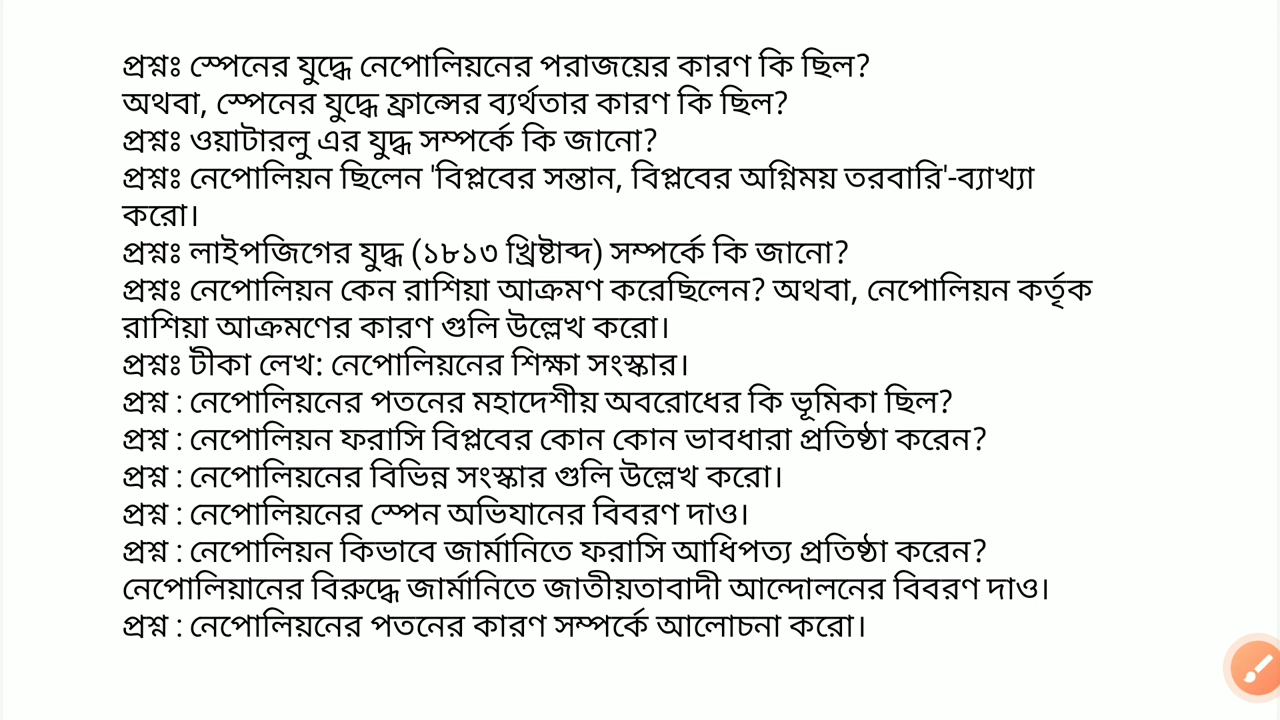 প্রশ্নঃ স্পেনের যুদ্ধে নেপোলিয়নের পরাজয়ের কারণ কি ছিল?
অথবা, স্পেনের যুদ্ধে ফ্রান্সের ব্যর্থতার কারণ কি ছিল?
প্রশ্নঃ ওয়াটারলু এর যুদ্ধ সম্পর্কে কি জানো?
প্রশ্নঃ নেপোলিয়ন ছিলেন 'বিপ্লবের সন্তান, বিপ্লবের অগ্নিময় তরবারি'-ব্যাখ্যা
করো।
প্রশ্নঃ লাইপজিগের যুদ্ধ (১৮১৩ খ্রিষ্টাব্দ) সম্পর্কে কি জানো?
প্রশ্নঃ নেপোলিয়ন কেন রাশিয়া আক্রমণ করেছিলেন? অথবা, নেপোলিয়ন কর্তৃক
রাশিয়া আক্রমণের কারণ গুলি উল্লেখ করো।
প্রশ্নঃ টীকা লেখ: নেপোলিয়নের শিক্ষা সংস্কার।
প্রশ্ন : নেপোলিয়নের পতনের মহাদেশীয় অবরোধের কি ভূমিকা ছিল?
প্রশ্ন : নেপোলিয়ন ফরাসি বিপ্লবের কোন কোন ভাবধারা প্রতিষ্ঠা করেন?
প্রশ্ন : নেপোলিয়নের বিভিন্ন সংস্কার গুলি উল্লেখ করো।
প্রশ্ন : নেপোলিয়নের স্পেন অভিযানের বিবরণ দাও।
প্রশ্ন : নেপোলিয়ন কিভাবে জার্মানিতে ফরাসি আধিপত্য প্রতিষ্ঠা করেন?
নেপোলিয়ানের বিরুদ্ধে জার্মানিতে জাতীয়তাবাদী আন্দোলনের বিবরণ দাও।
প্রশ্ন : নেপোলিয়নের পতনের কারণ সম্পর্কে আলোচনা করো।